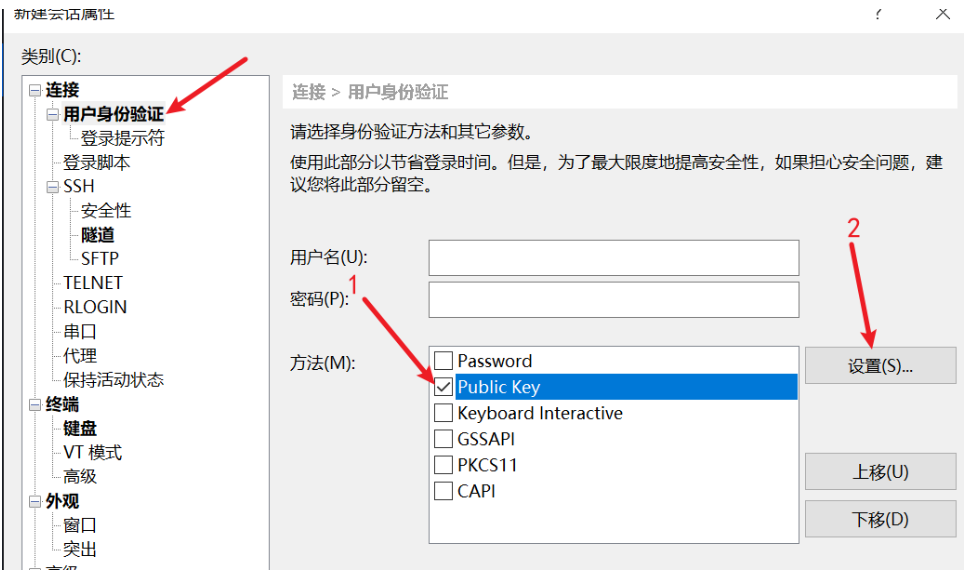 新建会话属性
?
类别(C):
连接
用户身份验证
登录提示符
登录脚本
SSH
安全性
隧道
SFTP
TELNET
RLOGIN
串口
代理
保持活动状态
终端
键盘
VT 模式
高级
外观
窗口
突出
高级
连接 > 用户身份验证
请选择身份验证方法和其它参数。
使用此部分以节省登录时间。但是，为了最大限度地提高安全性，如果担心安全问题，建
议您将此部分留空。
用户名(U):
密码(P):
1
2
方法(M):
Password
Public Key
Keyboard Interactive
GSSAPI
PKCS11
CAPI
设置(S)...
上移(U)
下移(D)